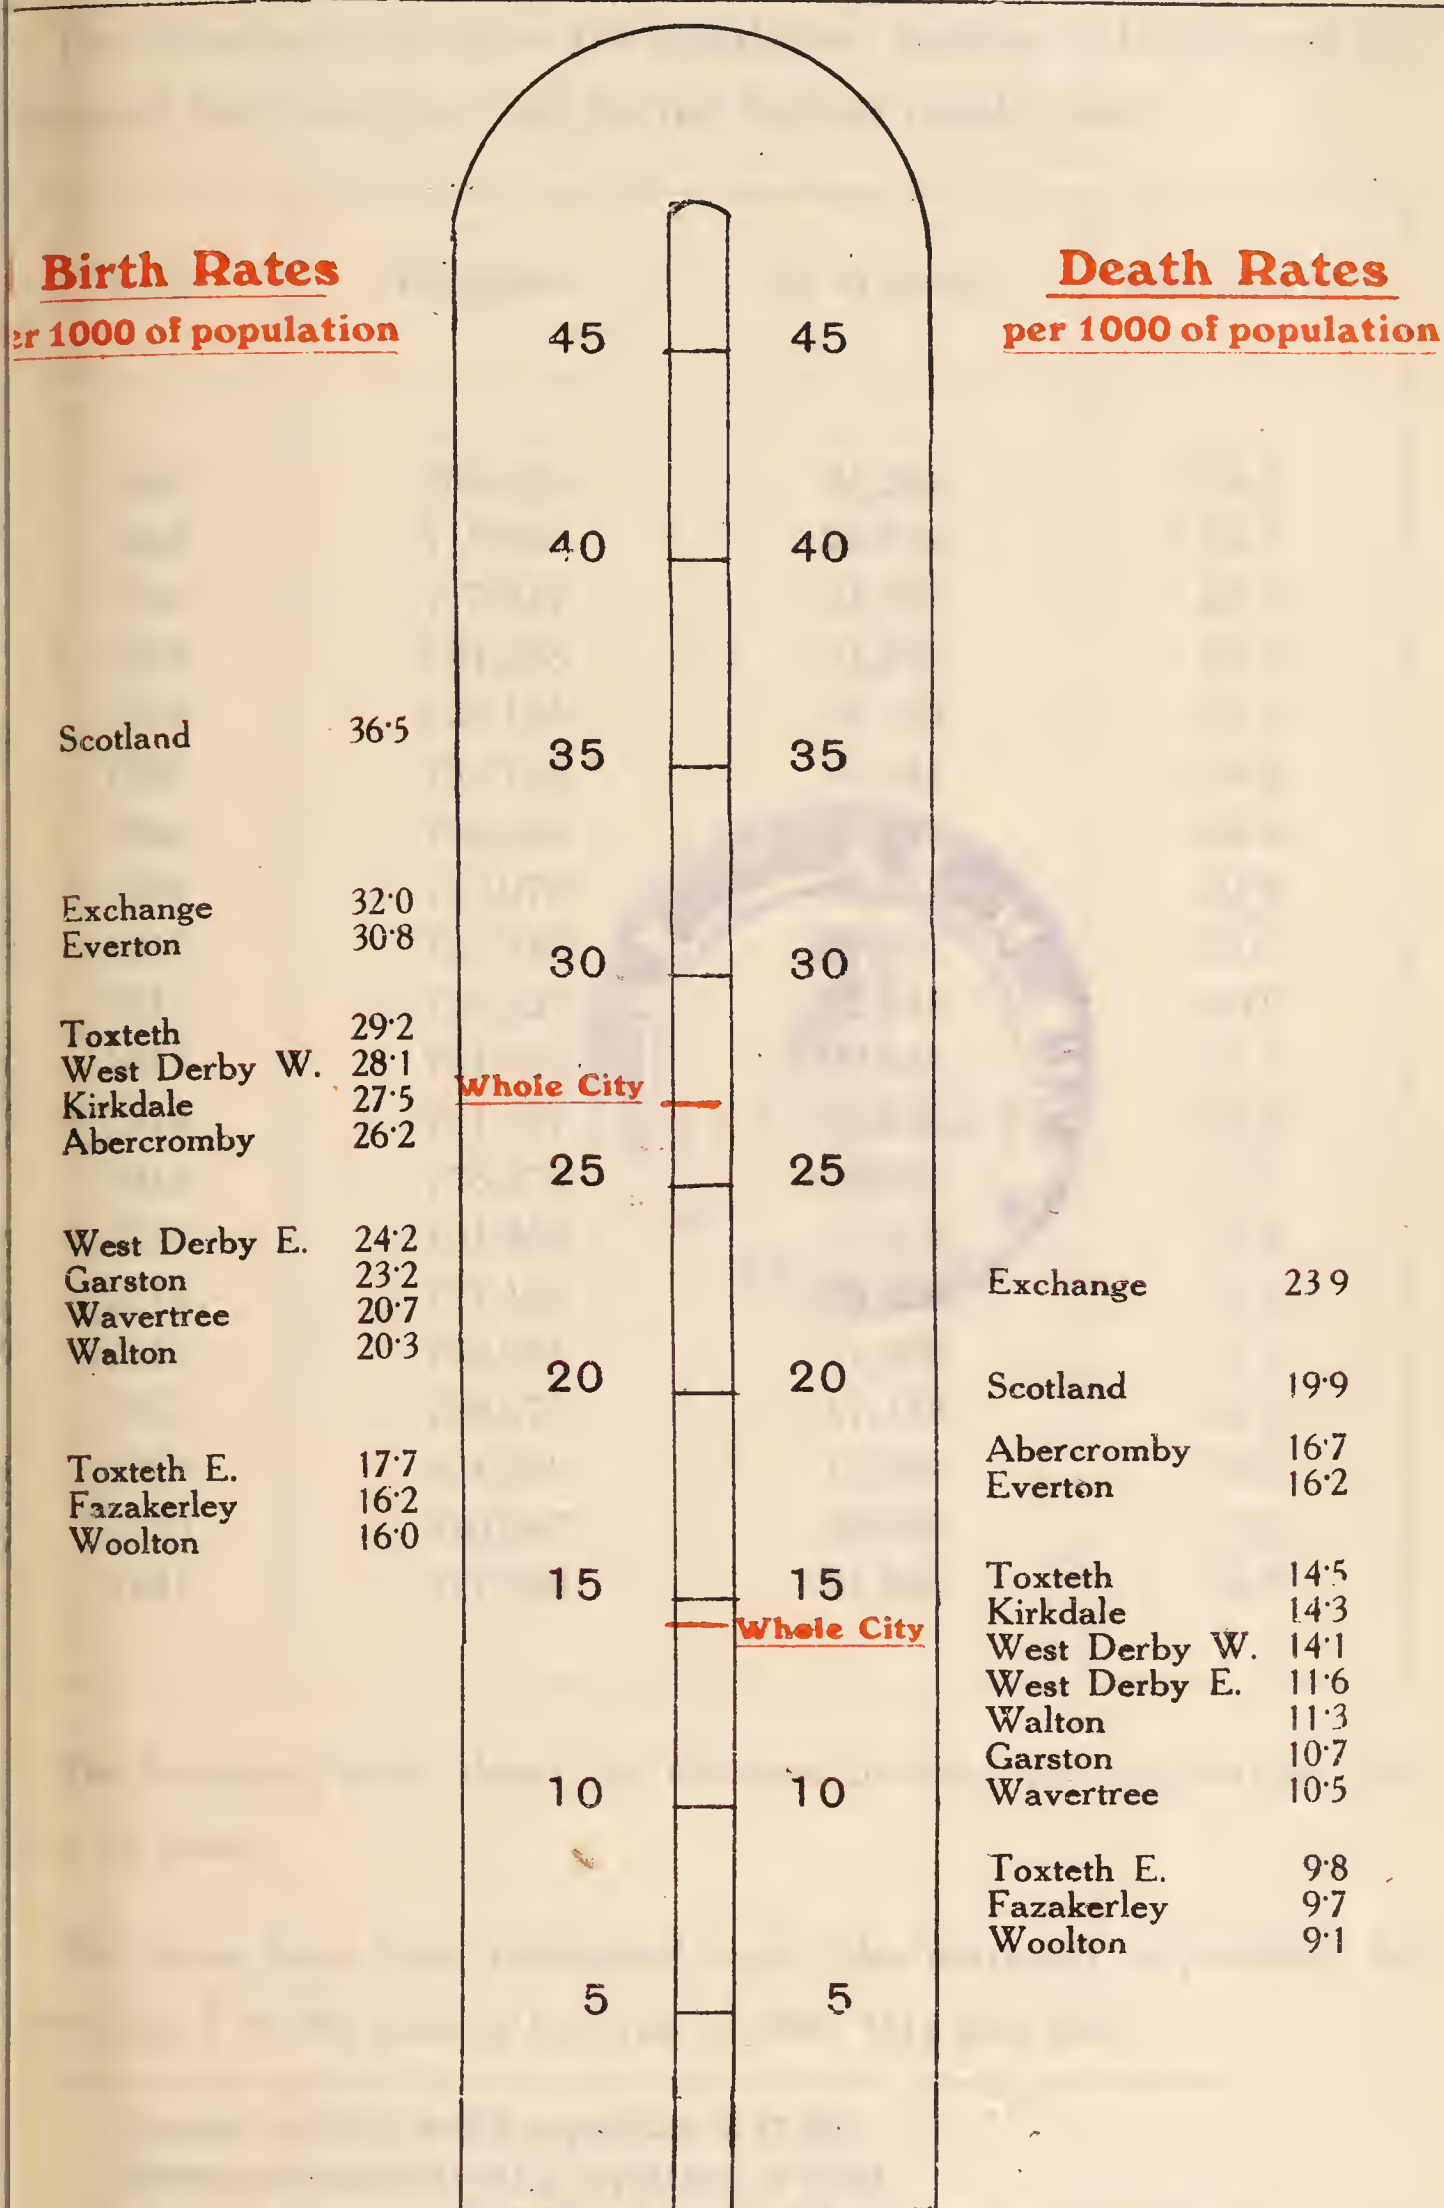 Birth Rates
1000 of population
Scotland 36·5
Exchange 32·0
Everton 30·8
Toxteth 29·2
West Derby W. 28·1
Kirkdale 27·5
Abercromby 26·2
West Derby E. 24·2
Garston 23·2
Wavertree 20·7
Walton 20·3
Toxteth E. 17·7
Fazakerley 16·2
Woolton 16·0
45 45
40 40
35 35
30 30
Whole City
25 25
20 20
15 15
Whole City
10 10
5 5
Death Rates
per 1000 of population
Exchange 23 9
Scotland 19·9
Abercromby 16·7
Everton 16·2
Toxteth 14·5
Kirkdale 14·3
West Derby W. 14·1
West Derby E. 11·6
Walton 11·3
Garston 10·7
Wavertree 10·5
Toxteth E. 9·8
Fazakerley 9·7
Woolton 9·1